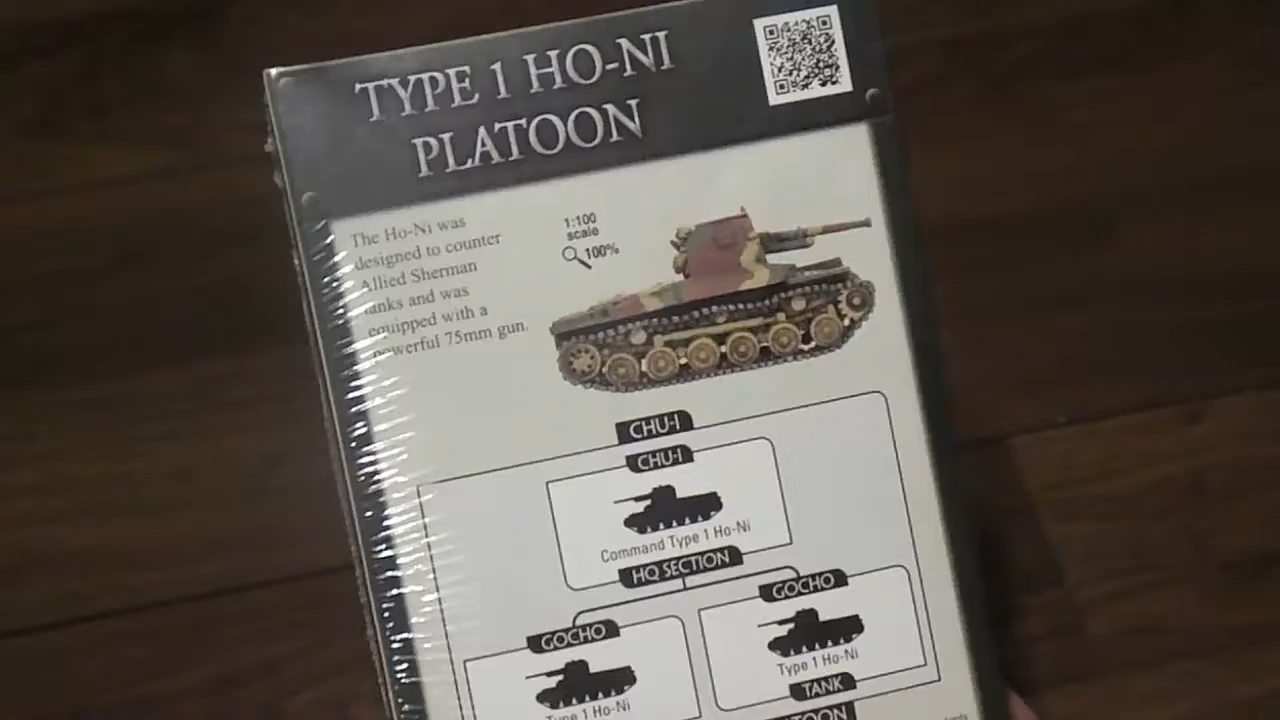 TYPE 1 HO-NI
PLATOON
The Ho-Ni was
designed to counter
Allied Sherman
tanks and was
equipped with a
powerful 75mm gun.
1:100
scale
100%
CHU-I
CHU-I
Command Type 1 Ho-Ni
HQ SECTION
GOCHO
GOCHO
Type 1 Ho-Ni
Type 1 Ho-Ni
TANK